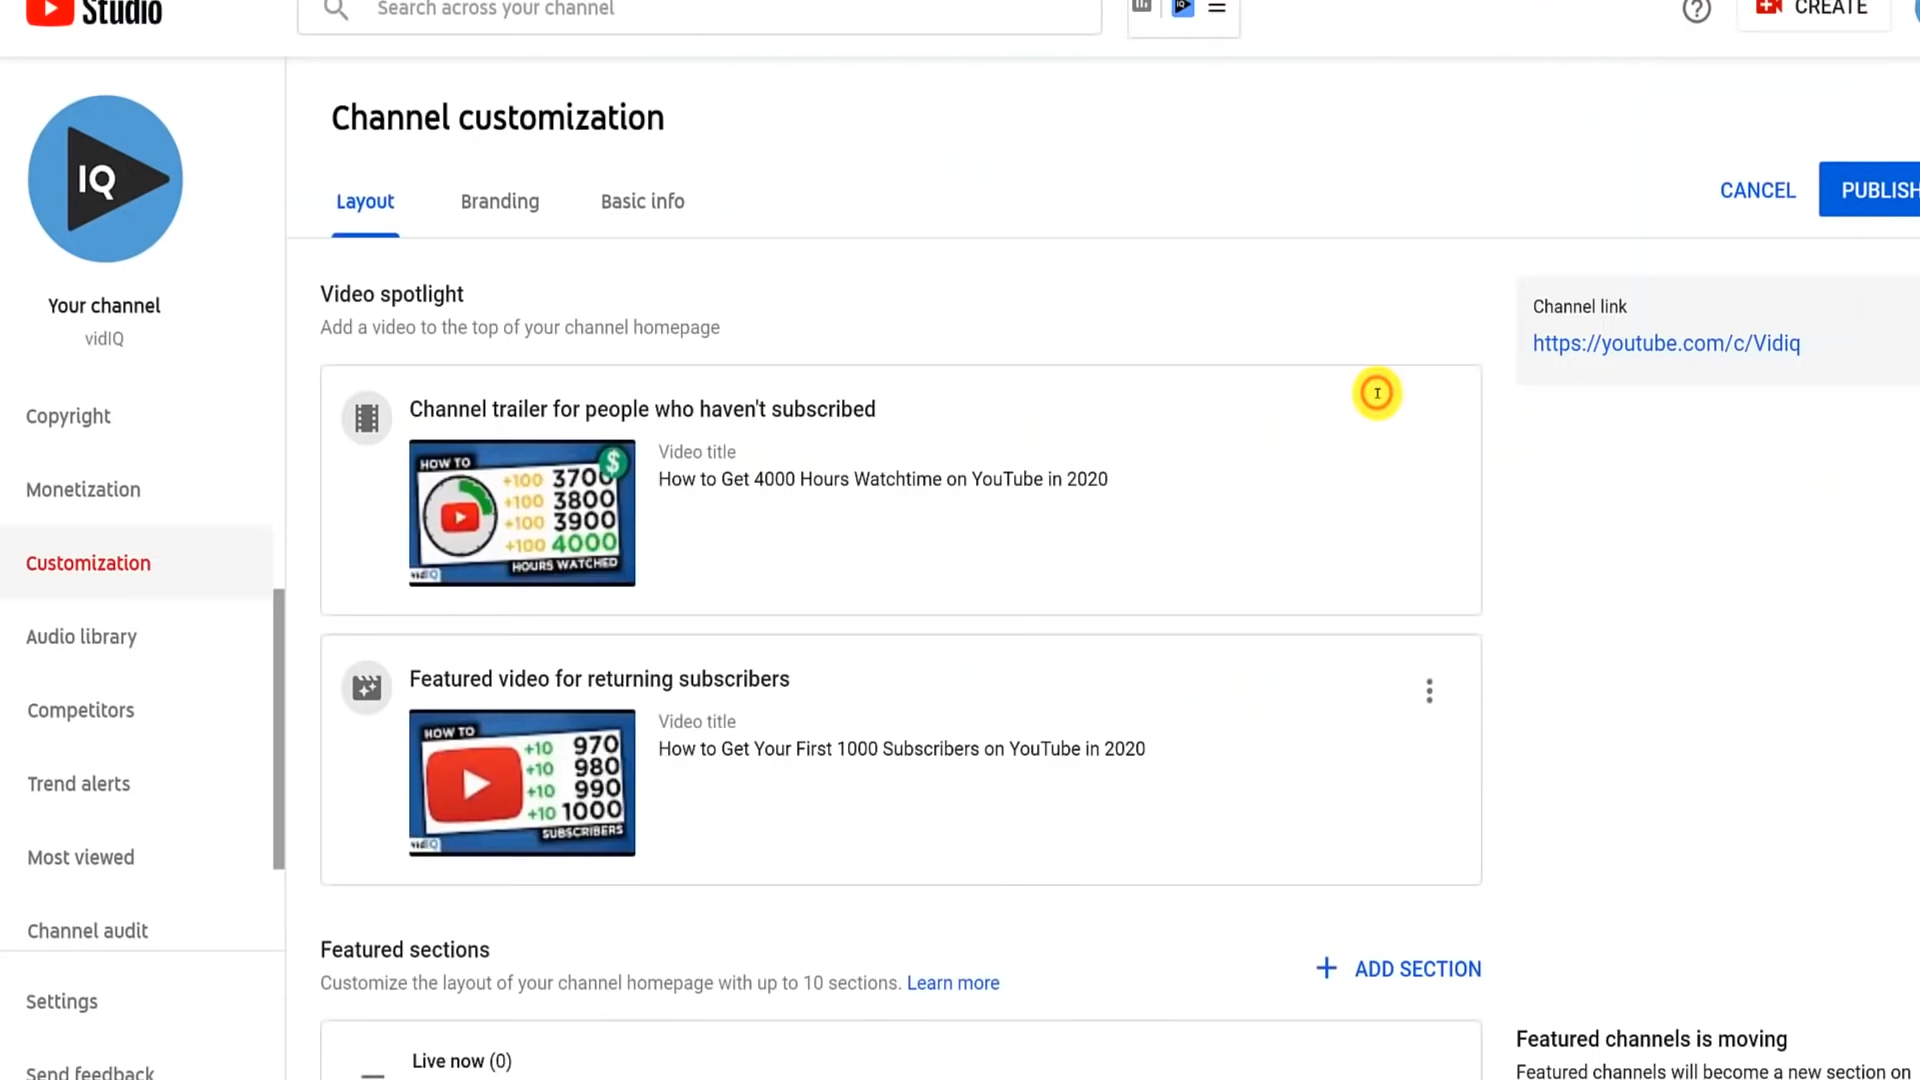 Studio
Search across your channel
CREATE
IQ
Your channel
vidIQ
Copyright
Monetization
Customization
Audio library
Competitors
Trend alerts
Most viewed
Channel audit
Settings
Send feedback
Channel customization
Layout
Branding
Basic info
CANCEL
PUBLISH
Video spotlight
Add a video to the top of your channel homepage
Channel link
https://youtube.com/c/Vidiq
Channel trailer for people who haven't subscribed
HOW TO
$
+100 3700
+100 3800
+100 3900
+100 4000
HOURS WATCHED
vidIQ
Video title
How to Get 4000 Hours Watchtime on YouTube in 2020
Featured video for returning subscribers
HOW TO
+10 970
+10 980
+10 990
+10 1000
SUBSCRIBERS
vidIQ
Video title
How to Get Your First 1000 Subscribers on YouTube in 2020
Featured sections
Customize the layout of your channel homepage with up to 10 sections. Learn more
+ ADD SECTION
Live now (0)
Featured channels is moving
Featured channels will become a new section on